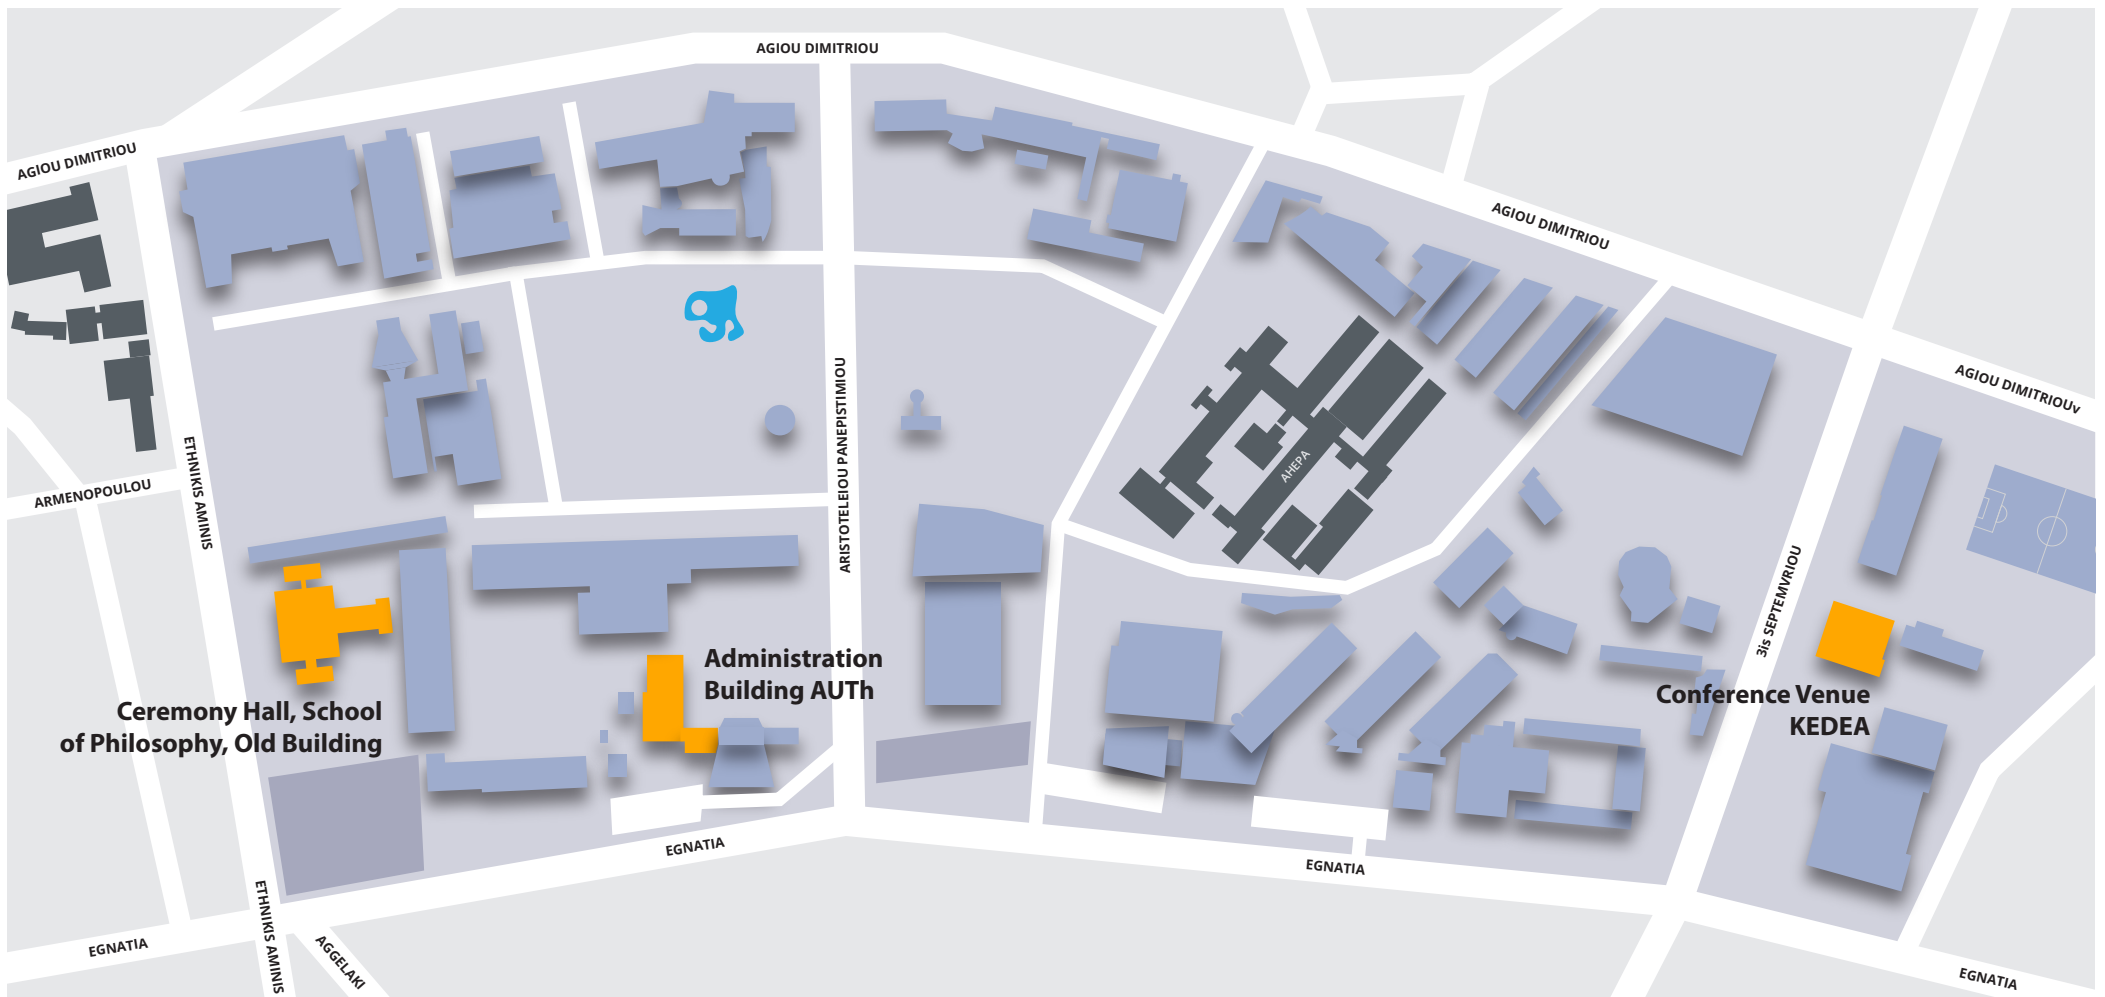 AGIOU DIMITRIOU
AGIOU DIMITRIOU
AGIOU DIMITRIOU
AGIOU DIMITRIOUv
ETHNIKIS AMINIS
ARMENOPOULOU
ARISTOTELEIOU PANEPISTIMIOU
AHEPA
3is SEPTEMVRIOU
Administration
Building AUTh
Conference Venue
KEDEA
Ceremony Hall, School
of Philosophy, Old Building
EGNATIA
EGNATIA
ETHNIKIS AMINIS
EGNATIA
AGGELAKI
EGNATIA